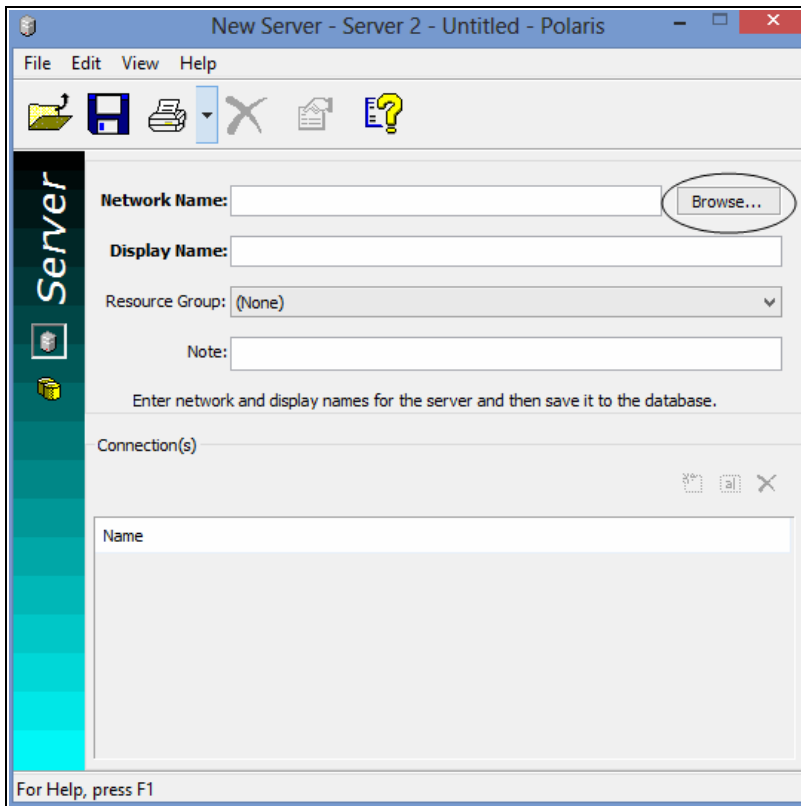 New Server - Server 2 - Untitled - Polaris
File Edit View Help
Server
Network Name:
Browse...
Display Name:
Resource Group: (None)
Note:
Enter network and display names for the server and then save it to the database.
Connection(s)
Name
For Help, press F1